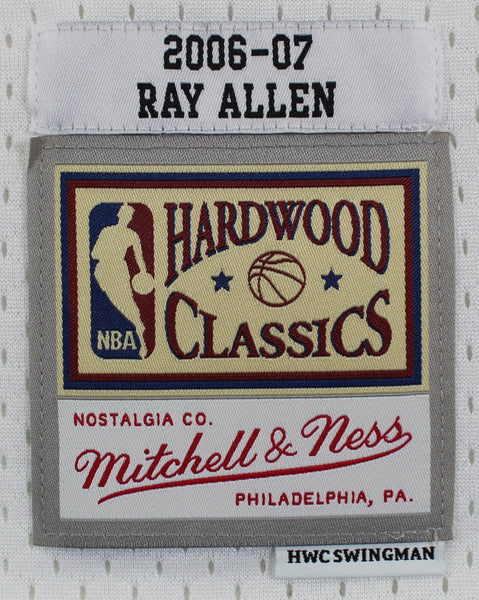 2006-07
RAY ALLEN
HARDWOOD
CLASSICS
NBA
NOSTALGIA CO.
Mitchell & Ness
PHILADELPHIA, PA.
HWC SWINGMAN